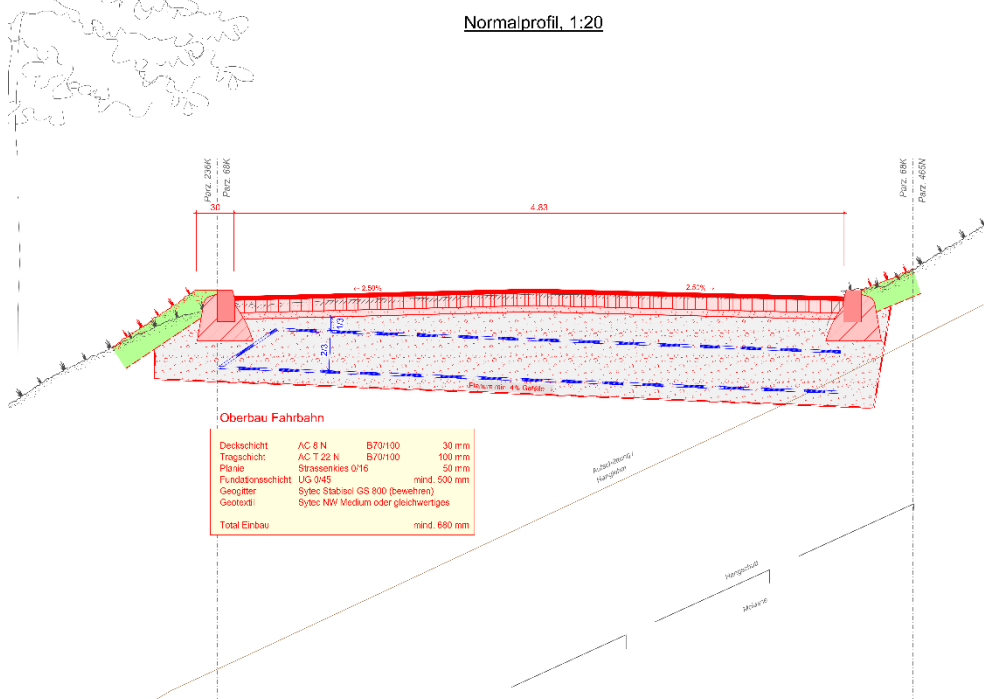 Normalprofil, 1:20
Parz. 236K
Parz. 68K
Parz. 68K
Parz. 465N
30
4.83
← 2.50%
2.50% →
1/3
2/3
Planum min. 4% Gefälle
Oberbau Fahrbahn
Deckschicht AC 8 N B70/100 30 mm
Tragschicht AC T 22 N B70/100 100 mm
Planie Strassenkies 0/16 50 mm
Fundationsschicht UG 0/45 mind. 500 mm
Geogitter Sytec Stabisol GS 800 (bewehren)
Geotextil Sytec NW Medium oder gleichwertiges
Total Einbau mind. 680 mm
Aufschüttung /
Hanglehm
Hangschutt
Molasse